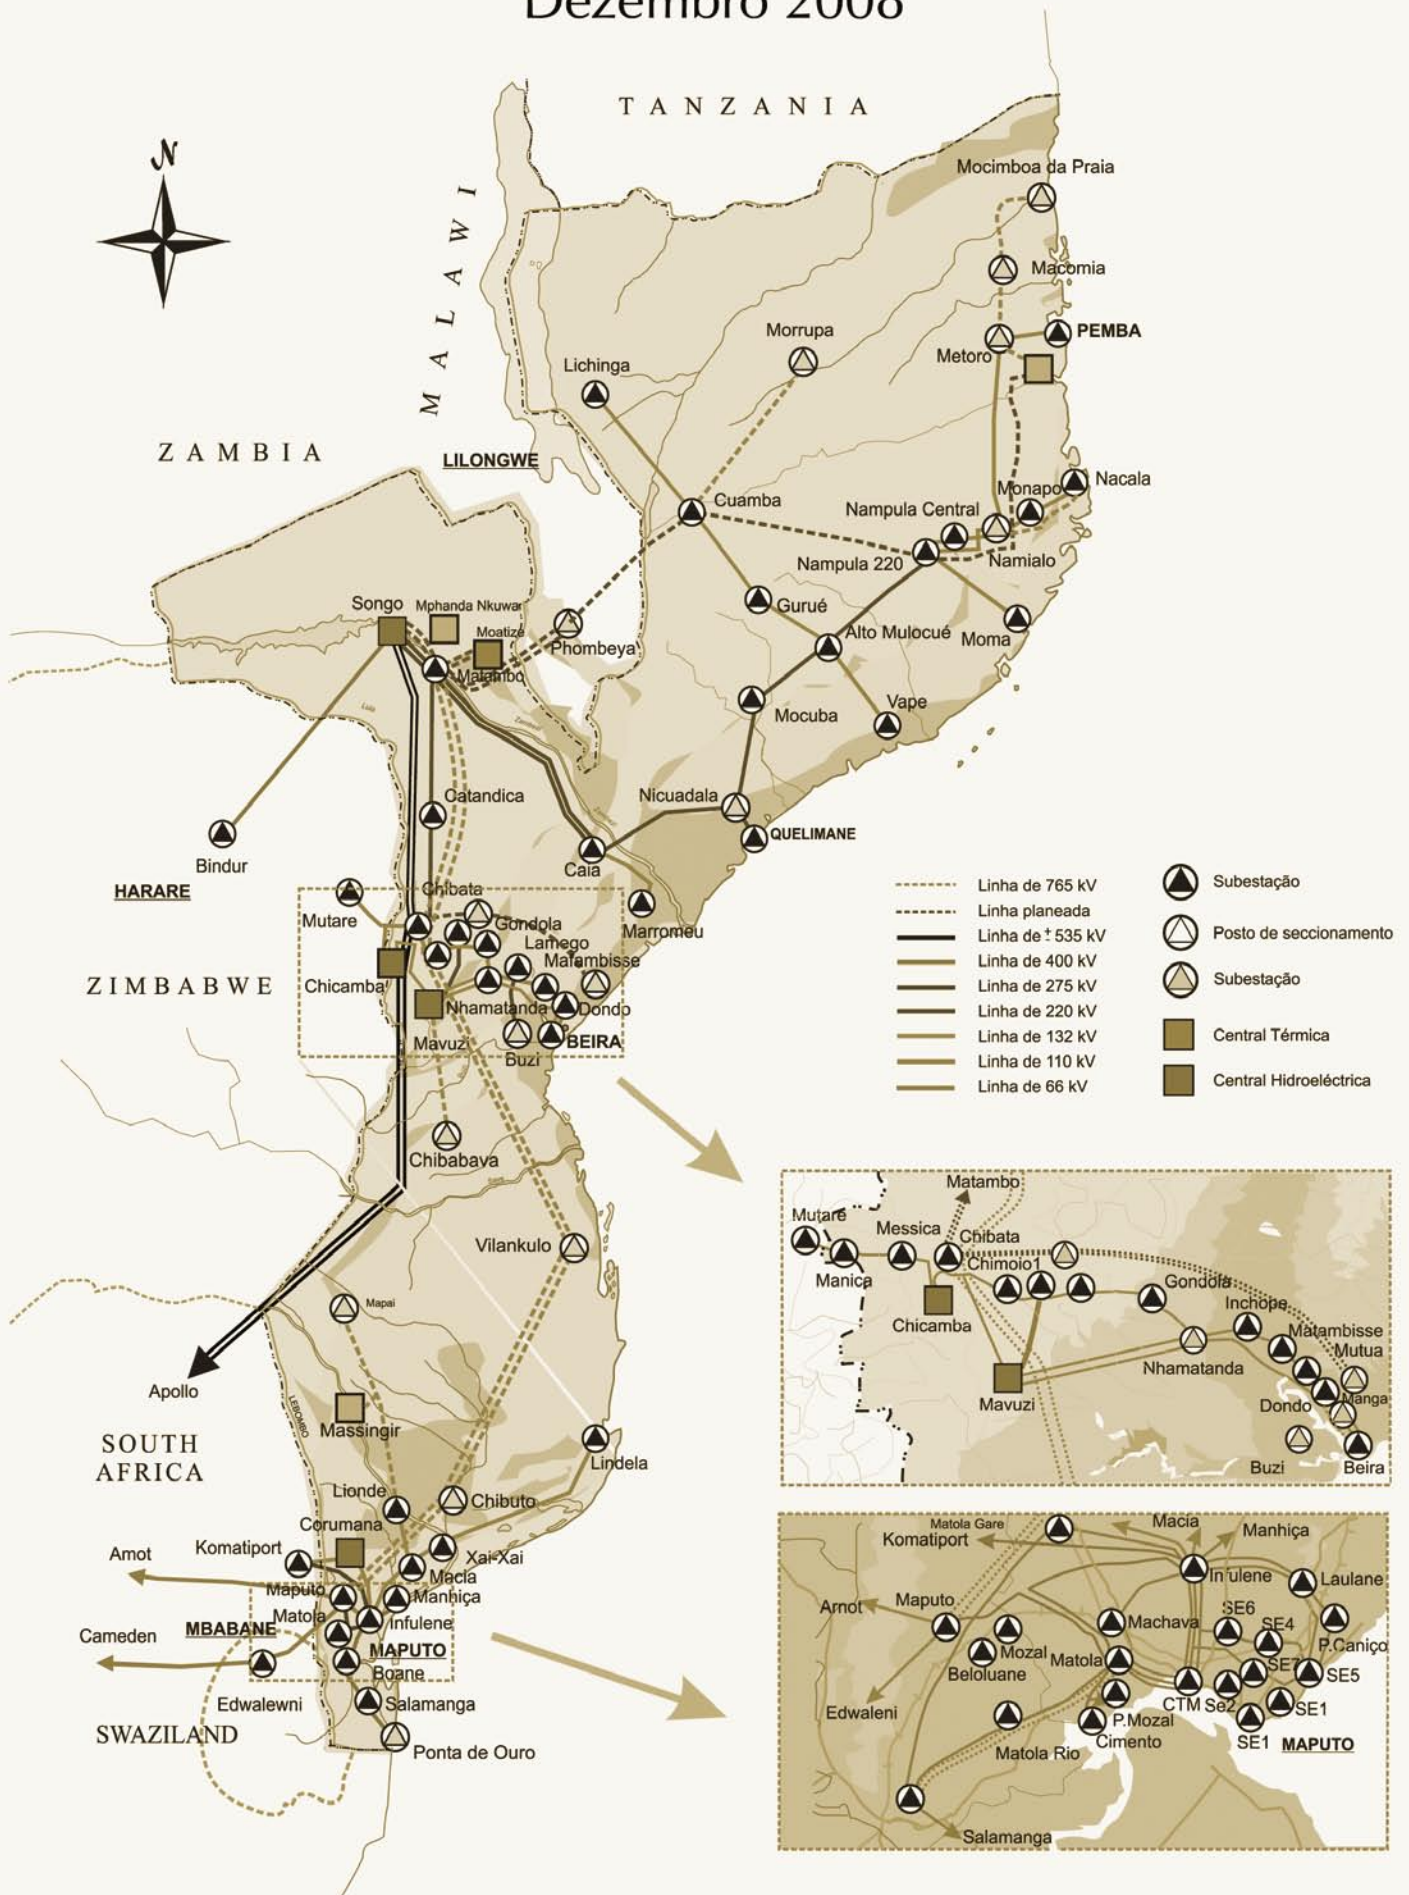 Dezembro 2008
TANZANIA
N
MALAWI
ZAMBIA
Mocimboa da Praia
Macomia
PEMBA
Metoro
Morrupa
Lichinga
LILONGWE
Cuamba
Nampula Central
Monapo
Nacala
Nampula 220
Namialo
Songo
Mphanda Nkuwa
Moatize
Phombeya
Matambo
Gurué
Alto Mulocué
Moma
Mocuba
Vape
Catandica
Nicuadala
QUELIMANE
Caia
Bindur
HARARE
Marromeu
Mutare
Chibata
Gondola
Lamego
Mafambisse
ZIMBABWE
Chicamba
Nhamatanda
Dondo
Mavuzi
Buzi
BEIRA
Chibabava
Vilankulo
Mapai
Apollo
LEBOMBO
Massingir
SOUTH
AFRICA
Lindela
Lionde
Chibuto
Corumana
Komatiport
Xai-Xai
Arnot
Macia
Maputo
Manhiça
Matola
Infulene
MBABANE
Cameden
MAPUTO
Boane
Edwalewni
Salamanga
SWAZILAND
Ponta de Ouro
Linha de 765 kV
Linha planeada
Linha de ± 535 kV
Linha de 400 kV
Linha de 275 kV
Linha de 220 kV
Linha de 132 kV
Linha de 110 kV
Linha de 66 kV
Subestação
Posto de seccionamento
Subestação
Central Térmica
Central Hidroeléctrica
Matambo
Mutare
Messica
Chibata
Manica
Chimoio1
Chicamba
Gondola
Inchope
Matambisse
Mutua
Nhamatanda
Mavuzi
Dondo
Manga
Buzi
Beira
Matola Gare
Komatiport
Macia
Manhiça
Infulene
Laulane
Arnot
Maputo
SE6
Machava
SE4
P.Caniço
Mozal
Beloluane
Matola
SE7
SE5
Edwaleni
CTM
Se2
SE1
P.Mozal
Cimento
SE1
MAPUTO
Matola Rio
Salamanga